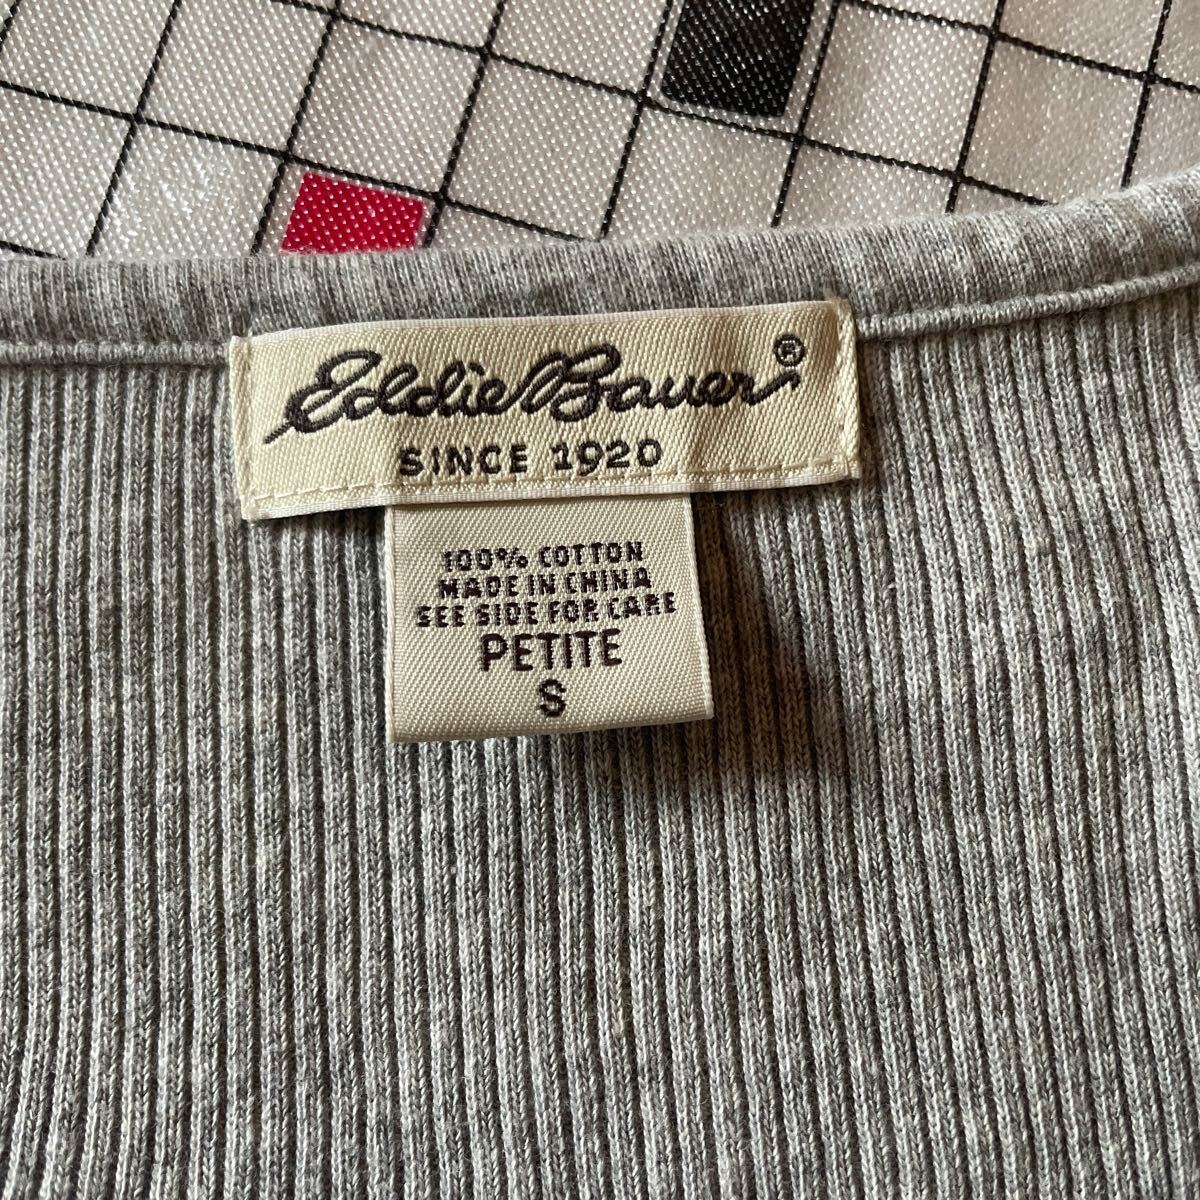 Eddie Bauer®
SINCE 1920
100% COTTON
MADE IN CHINA
SEE SIDE FOR CARE
PETITE
S